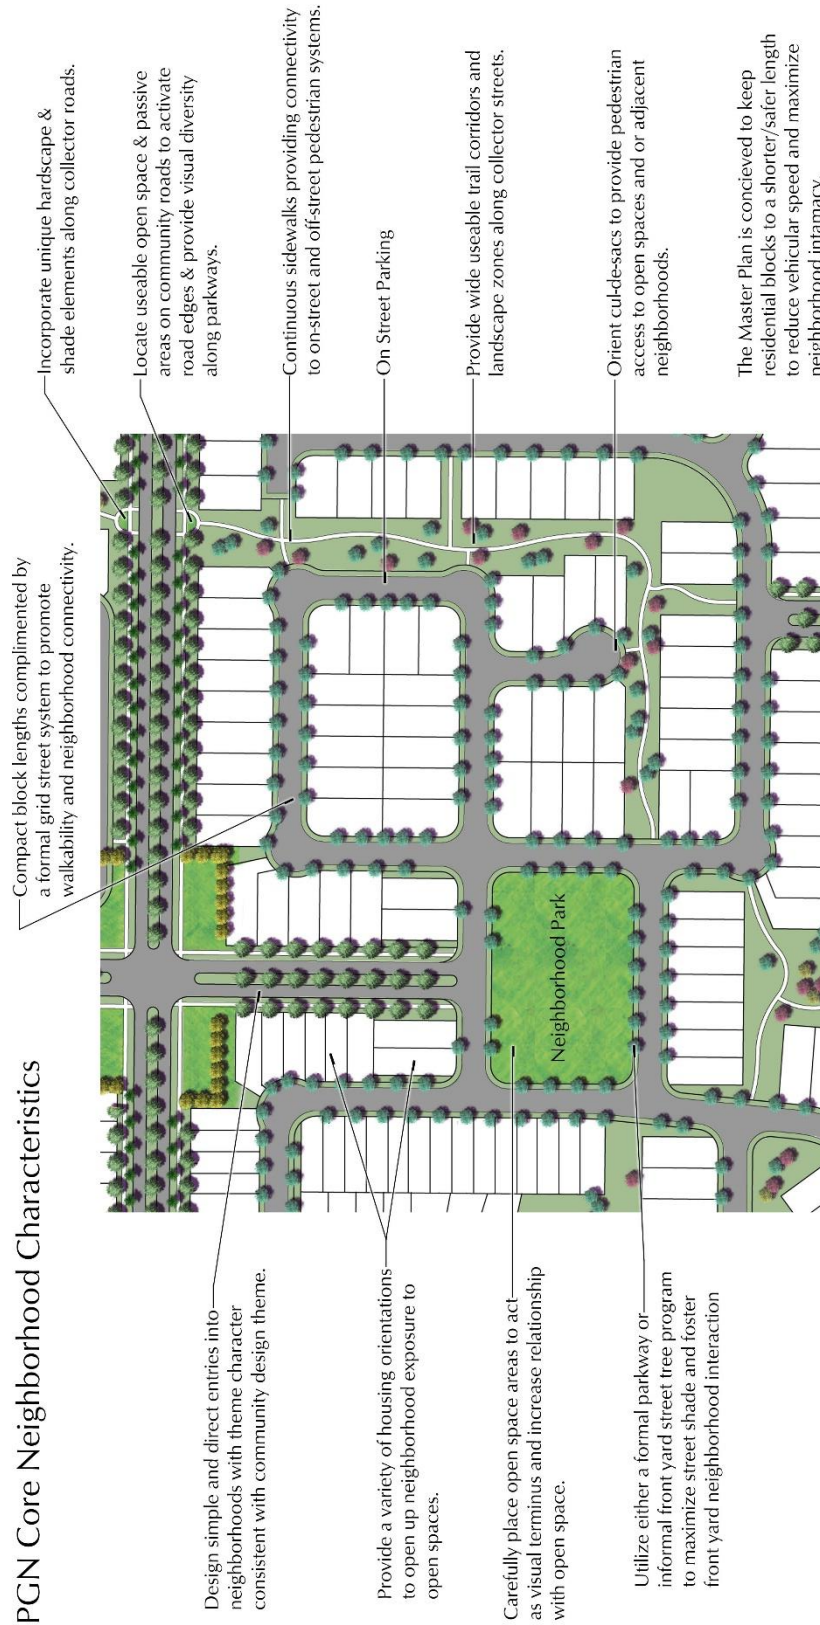 PGN Core Neighborhood Characteristics
Compact block lengths complimented by
a formal grid street system to promote
walkability and neighborhood connectivity.
Design simple and direct entries into
neighborhoods with theme character
consistent with community design theme.
Provide a variety of housing orientations
to open up neighborhood exposure to
open spaces.
Carefully place open space areas to act
as visual terminus and increase relationship
with open space.
Utilize either a formal parkway or
informal front yard street tree program
to maximize street shade and foster
front yard neighborhood interaction
Neighborhood Park
Incorporate unique hardscape &
shade elements along collector roads.
Locate useable open space & passive
areas on community roads to activate
road edges & provide visual diversity
along parkways.
Continuous sidewalks providing connectivity
to on-street and off-street pedestrian systems.
On Street Parking
Provide wide useable trail corridors and
landscape zones along collector streets.
Orient cul-de-sacs to provide pedestrian
access to open spaces and or adjacent
neighborhoods.
The Master Plan is concieved to keep
residential blocks to a shorter/safer length
to reduce vehicular speed and maximize
neighborhood intamacy